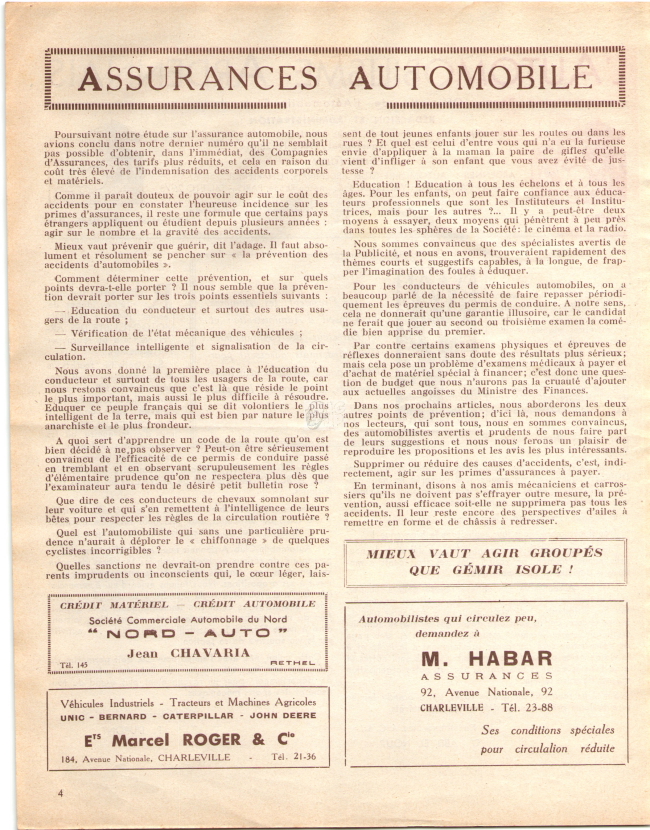 ASSURANCES AUTOMOBILE
Poursuivant notre étude sur l'assurance automobile, nous
avions conclu dans notre dernier numéro qu'il ne semblait
pas possible d'obtenir, dans l'immédiat, des Compagnies
d'Assurances, des tarifs plus réduits, et cela en raison du
coût très élevé de l'indemnisation des accidents corporels
et matériels.
Comme il paraît douteux de pouvoir agir sur le coût des
accidents pour en constater l'heureuse incidence sur les
primes d'assurances, il reste une formule que certains pays
étrangers appliquent ou étudient depuis plusieurs années :
agir sur le nombre et la gravité des accidents.
Mieux vaut prévenir que guérir, dit l'adage. Il faut abso-
lument et résolument se pencher sur « la prévention des
accidents d'automobiles ».
Comment déterminer cette prévention, et sur quels
points devra-t-elle porter ? Il nous semble que la préven-
tion devrait porter sur les trois points essentiels suivants :
— Education du conducteur et surtout des autres usa-
gers de la route ;
— Vérification de l'état mécanique des véhicules ;
— Surveillance intelligente et signalisation de la cir-
culation.
Nous avons donné la première place à l'éducation du
conducteur et surtout de tous les usagers de la route, car
nous restons convaincus que c'est là que réside le point
le plus important, mais aussi le plus difficile à résoudre.
Eduquer ce peuple français qui se dit volontiers le plus
intelligent de la terre, mais qui est bien par nature le plus
anarchiste et le plus frondeur.
A quoi sert d'apprendre un code de la route qu'on est
bien décidé à ne pas observer ? Peut-on être sérieusement
convaincu de l'efficacité de ce permis de conduire passé
en tremblant et en observant scrupuleusement les règles
d'élémentaire prudence qu'on ne respectera plus dès que
l'examinateur aura tendu le désiré petit bulletin rose ?
Que dire de ces conducteurs de chevaux somnolant sur
leur voiture et qui s'en remettent à l'intelligence de leurs
bêtes pour respecter les règles de la circulation routière ?
Quel est l'automobiliste qui sans une particulière pru-
dence n'aurait à déplorer le « chiffonnage » de quelques
cyclistes incorrigibles ?
Quelles sanctions ne devrait-on prendre contre ces pa-
rents imprudents ou inconscients qui, le cœur léger, lais-
sent de tout jeunes enfants jouer sur les routes ou dans les
rues ? Et quel est celui d'entre vous qui n'a eu la furieuse
envie d'appliquer à la maman la paire de gifles qu'elle
vient d'infliger à son enfant que vous avez évité de jus-
tesse ?
Education ! Education à tous les échelons et à tous les
âges. Pour les enfants, on peut faire confiance aux éduca-
teurs professionnels que sont les Instituteurs et Institu-
trices, mais pour les autres ?... Il y a peut-être deux
moyens à essayer, deux moyens qui pénètrent à peu près
dans toutes les sphères de la Société : le cinéma et la radio.
Nous sommes convaincus que des spécialistes avertis de
la Publicité, et nous en avons, trouveraient rapidement des
thèmes courts et suggestifs capables, à la longue, de frap-
per l'imagination des foules à éduquer.
Pour les conducteurs de véhicules automobiles, on a
beaucoup parlé de la nécessité de faire repasser périodi-
quement les épreuves du permis de conduire. A notre sens,
cela ne donnerait qu'une garantie illusoire, car le candidat
ne ferait que jouer au second ou troisième examen la comé-
die bien apprise du premier.
Par contre certains examens physiques et épreuves de
réflexes donneraient sans doute des résultats plus sérieux ;
mais cela pose un problème d'examens médicaux à payer et
d'achat de matériel spécial à financer ; c'est donc une ques-
tion de budget que nous n'aurons pas la cruauté d'ajouter
aux actuelles angoisses du Ministre des Finances.
Dans nos prochains articles, nous aborderons les deux
autres points de prévention ; d'ici là, nous demandons à
nos lecteurs, qui sont tous, nous en sommes convaincus,
des automobilistes avertis et prudents de nous faire part
de leurs suggestions et nous nous ferons un plaisir de
reproduire les propositions et les avis les plus intéressants.
Supprimer ou réduire des causes d'accidents, c'est, indi-
rectement, agir sur les primes d'assurances à payer.
En terminant, disons à nos amis mécaniciens et carros-
siers qu'ils ne doivent pas s'effrayer outre mesure, la pré-
vention, aussi efficace soit-elle ne supprimera pas tous les
accidents. Il leur reste encore des perspectives d'ailes à
remettre en forme et de châssis à redresser.
MIEUX VAUT AGIR GROUPÉS
QUE GÉMIR ISOLE !
CRÉDIT MATÉRIEL — CRÉDIT AUTOMOBILE
Société Commerciale Automobile du Nord
“ NORD - AUTO ”
Jean CHAVARIA
Tél. 145 RETHEL
Véhicules Industriels - Tracteurs et Machines Agricoles
UNIC - BERNARD - CATERPILLAR - JOHN DEERE
Ets Marcel ROGER & Cie
184, Avenue Nationale, CHARLEVILLE - Tél. 21-36
Automobilistes qui circulez peu,
demandez à
M. HABAR
ASSURANCES
92, Avenue Nationale, 92
CHARLEVILLE - Tél. 23-88
Ses conditions spéciales
pour circulalion réduite
4